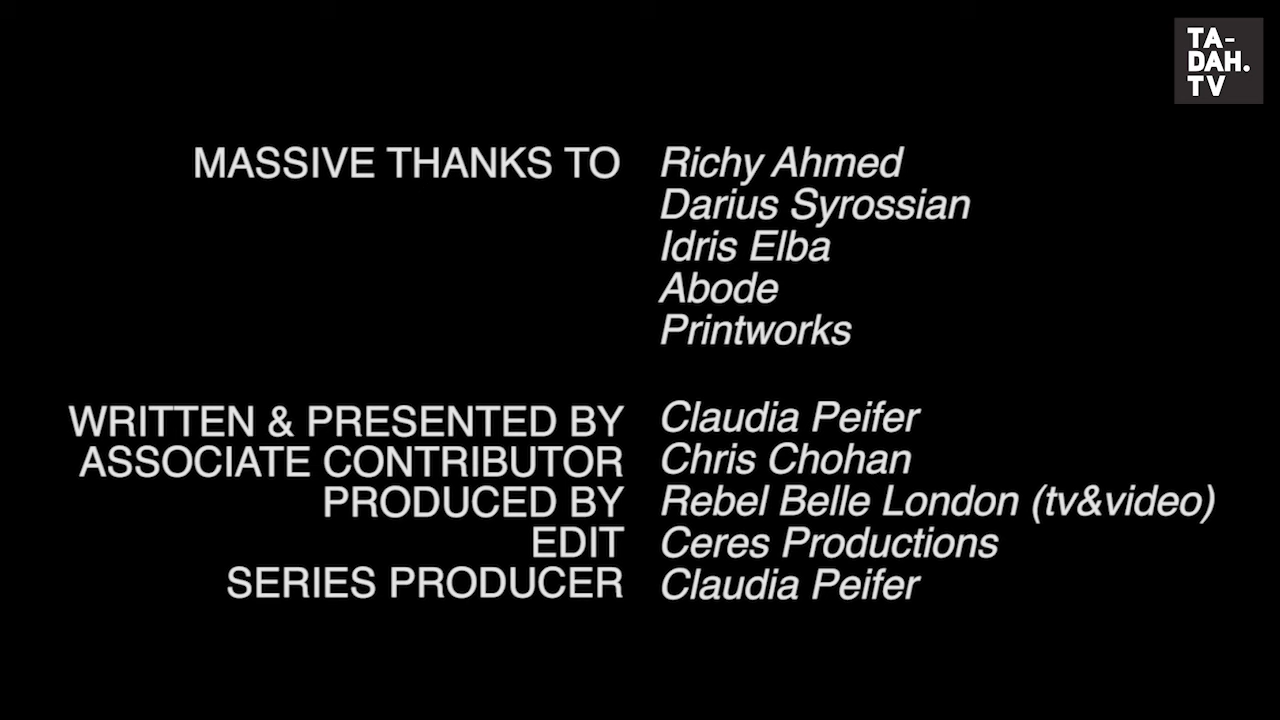 TA-
DAH.
TV
MASSIVE THANKS TO Richy Ahmed
Darius Syrossian
Idris Elba
Abode
Printworks
WRITTEN & PRESENTED BY Claudia Peifer
ASSOCIATE CONTRIBUTOR Chris Chohan
PRODUCED BY Rebel Belle London (tv&video)
EDIT Ceres Productions
SERIES PRODUCER Claudia Peifer